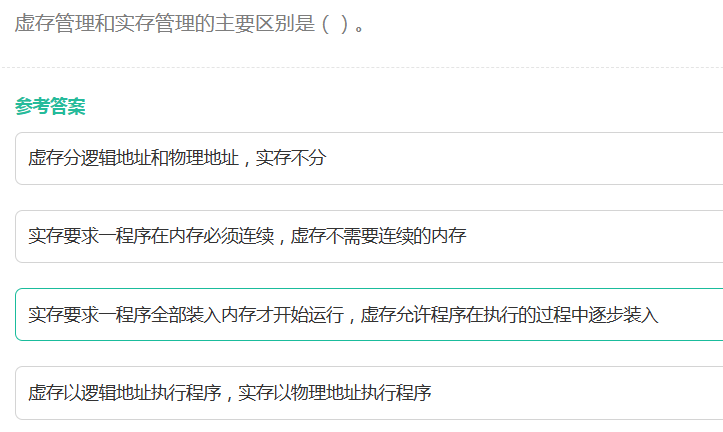 虚存管理和实存管理的主要区别是（ ）。
参考答案
虚存分逻辑地址和物理地址，实存不分
实存要求一程序在内存必须连续，虚存不需要连续的内存
实存要求一程序全部装入内存才开始运行，虚存允许程序在执行的过程中逐步装入
虚存以逻辑地址执行程序，实存以物理地址执行程序